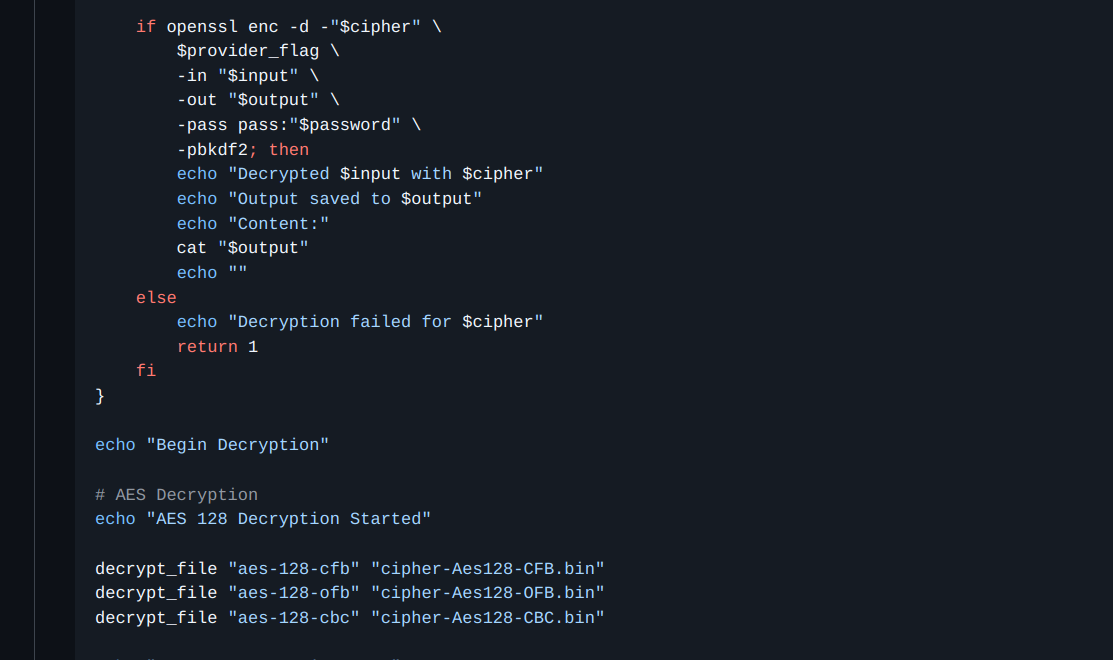 if openssl enc -d -"$cipher" \
$provider_flag \
-in "$input" \
-out "$output" \
-pass pass:"$password" \
-pbkdf2; then
echo "Decrypted $input with $cipher"
echo "Output saved to $output"
echo "Content:"
cat "$output"
echo ""
else
echo "Decryption failed for $cipher"
return 1
fi
}
echo "Begin Decryption"
# AES Decryption
echo "AES 128 Decryption Started"
decrypt_file "aes-128-cfb" "cipher-Aes128-CFB.bin"
decrypt_file "aes-128-ofb" "cipher-Aes128-OFB.bin"
decrypt_file "aes-128-cbc" "cipher-Aes128-CBC.bin"